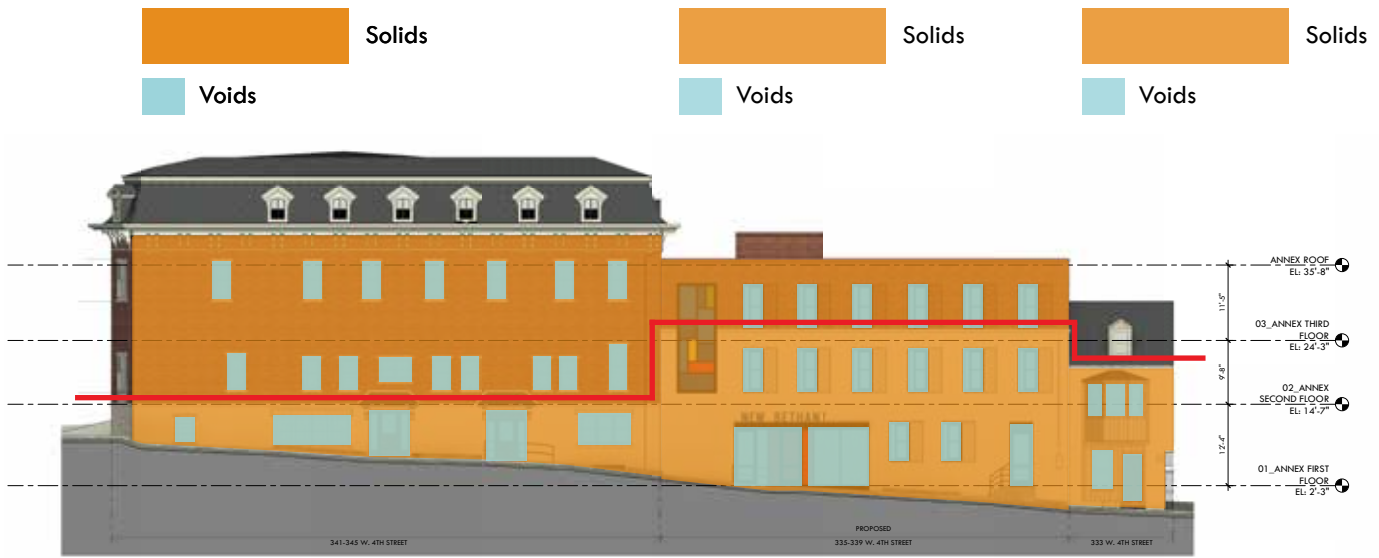 Solids
Solids
Solids
Voids
Voids
Voids
ANNEX ROOF
EL: 35'-8"
11'-5"
03_ANNEX THIRD
FLOOR
EL: 24'-3"
9'-8"
02_ANNEX
SECOND FLOOR
EL: 14'-7"
NEW BETHANY
12'-4"
01_ANNEX FIRST
FLOOR
EL: 2'-3"
PROPOSED
341-345 W. 4TH STREET
335-339 W. 4TH STREET
333 W. 4TH STREET